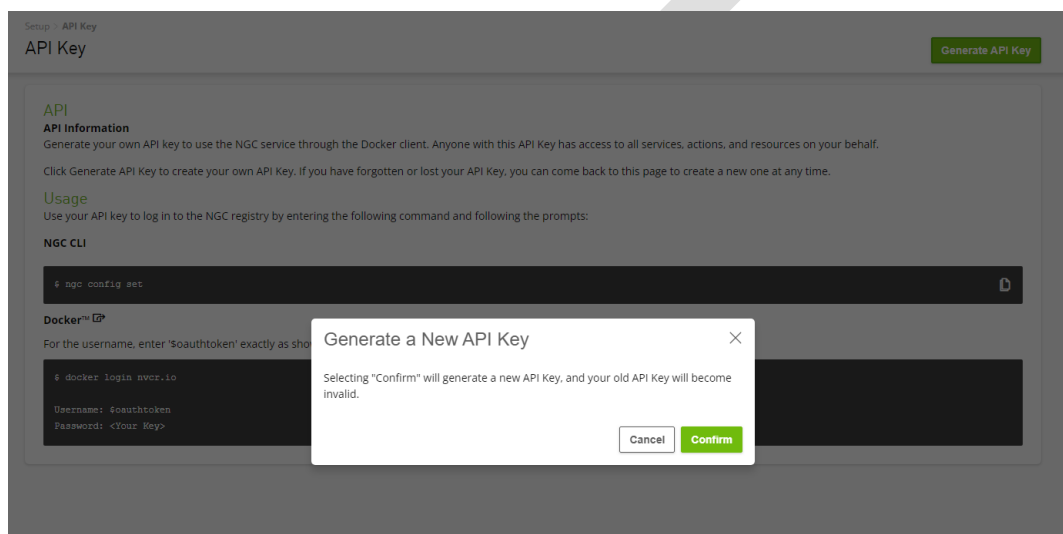 Setup > API Key
API Key
Generate API Key
API
API Information
Generate your own API key to use the NGC service through the Docker client. Anyone with this API Key has access to all services, actions, and resources on your behalf.
Click Generate API Key to create your own API Key. If you have forgotten or lost your API Key, you can come back to this page to create a new one at any time.
Usage
Use your API key to log in to the NGC registry by entering the following command and following the prompts:
NGC CLI
$ ngc config set
Docker™
For the username, enter '$oauthtoken' exactly as
$ docker login nvcr.io
Username: $oauthtoken
Password: <Your Key>
Generate a New API Key
Selecting "Confirm" will generate a new API Key, and your old API Key will become
invalid.
Cancel
Confirm